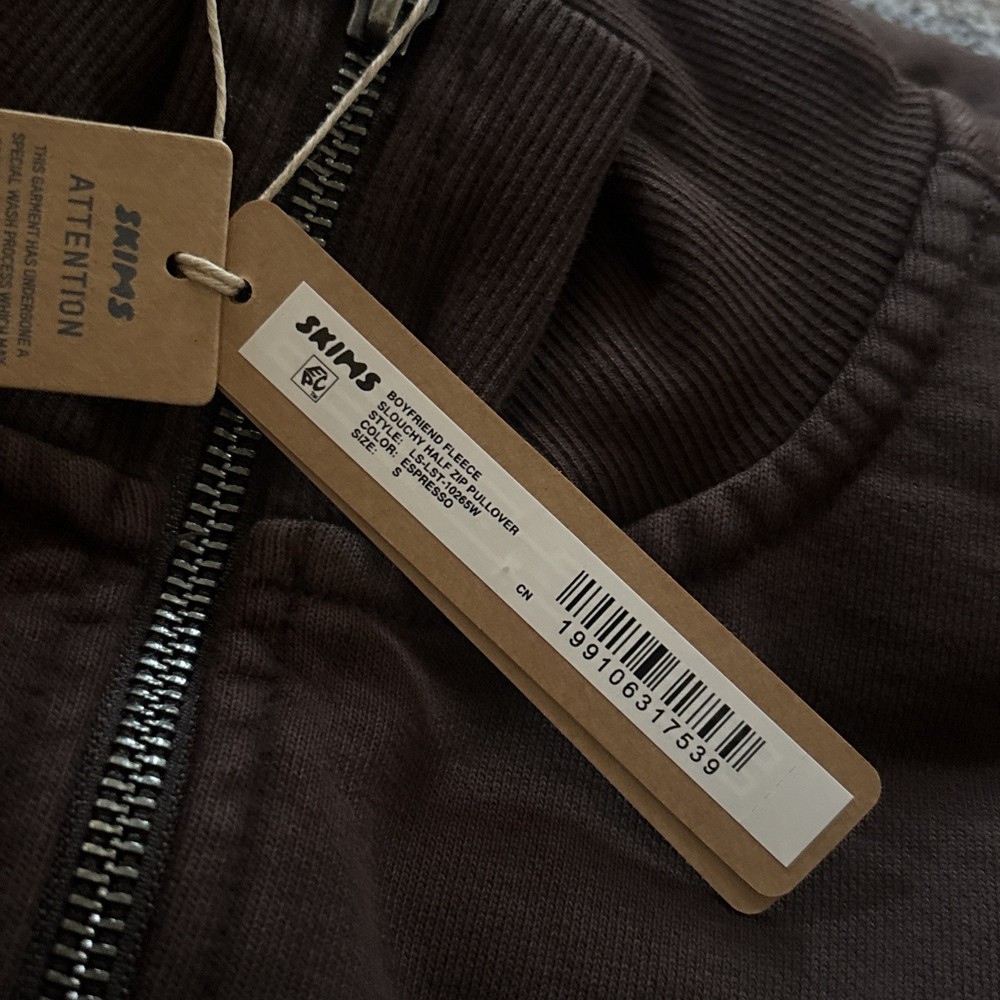 SKIMS
ATTENTION
THIS GARMENT HAS UNDERGONE A
SPECIAL WASH PROCESS WHICH MAY
SKIMS
BOYFRIEND FLEECE
SLOUCHY HALF ZIP PULLOVER
STYLE: LS-LST-10265W
COLOR: ESPRESSO
SIZE: S
CN
199106317539